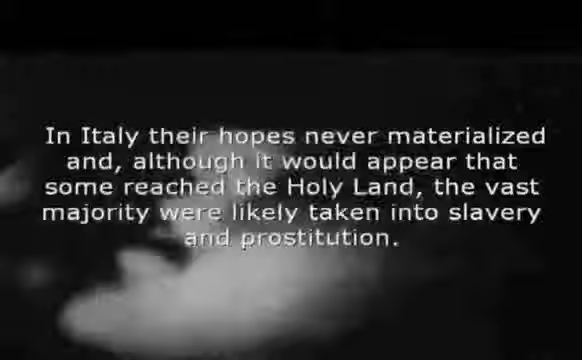 In Italy their hopes never materialized
and, although it would appear that
some reached the Holy Land, the vast
majority were likely taken into slavery
and prostitution.